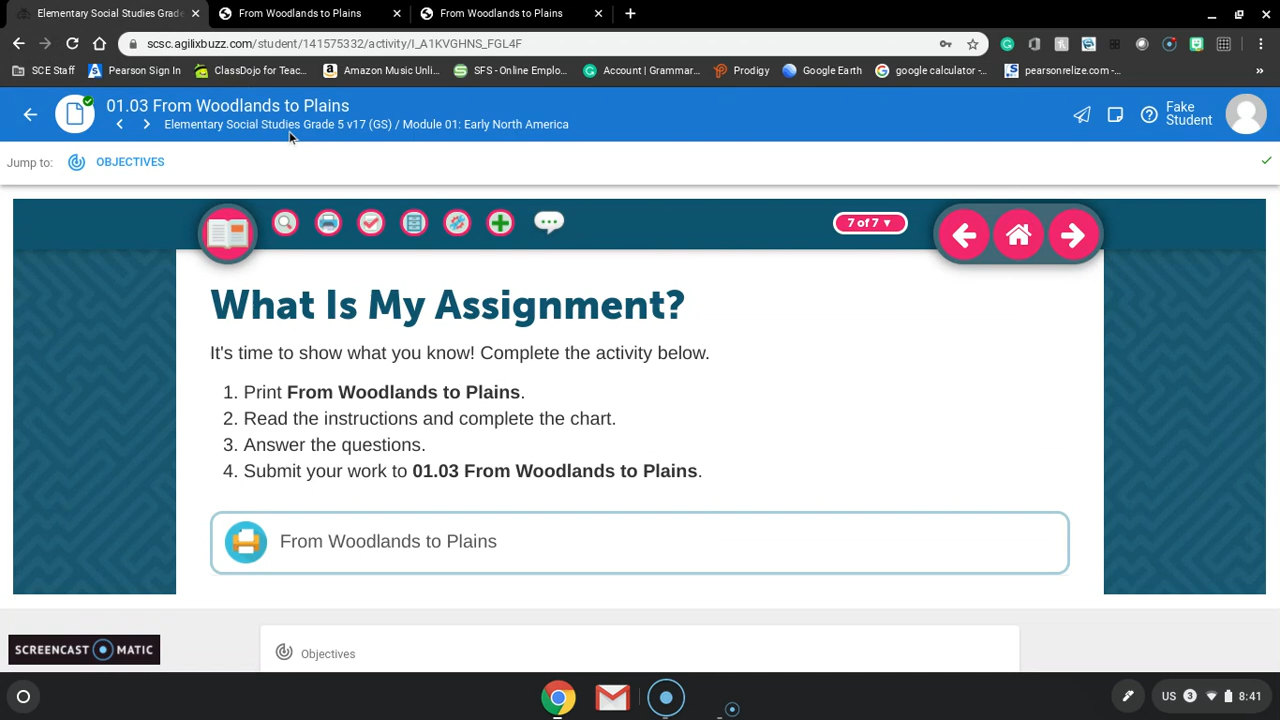 Elementary Social Studies Grade
From Woodlands to Plains
From Woodlands to Plains
scsc.agilixbuzz.com/student/141575332/activity/I_A1KVGHNS_FGL4F
SCE Staff
Pearson Sign In
ClassDojo for Teac...
Amazon Music Unli...
SFS - Online Emplo...
Account | Grammar...
Prodigy
Google Earth
google calculator -...
pearsonrelize.com -...
»
01.03 From Woodlands to Plains
Elementary Social Studies Grade 5 v17 (GS) / Module 01: Early North America
Fake
Student
Jump to:
OBJECTIVES
7 of 7 ▼
What Is My Assignment?
It's time to show what you know! Complete the activity below.
1. Print From Woodlands to Plains.
2. Read the instructions and complete the chart.
3. Answer the questions.
4. Submit your work to 01.03 From Woodlands to Plains.
From Woodlands to Plains
SCREENCAST MATIC
Objectives
US 3 8:41